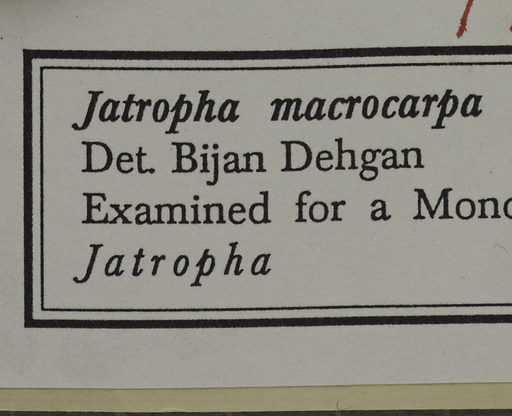 Jatropha macrocarpa
Det. Bijan Dehgan
Examined for a
Jatropha